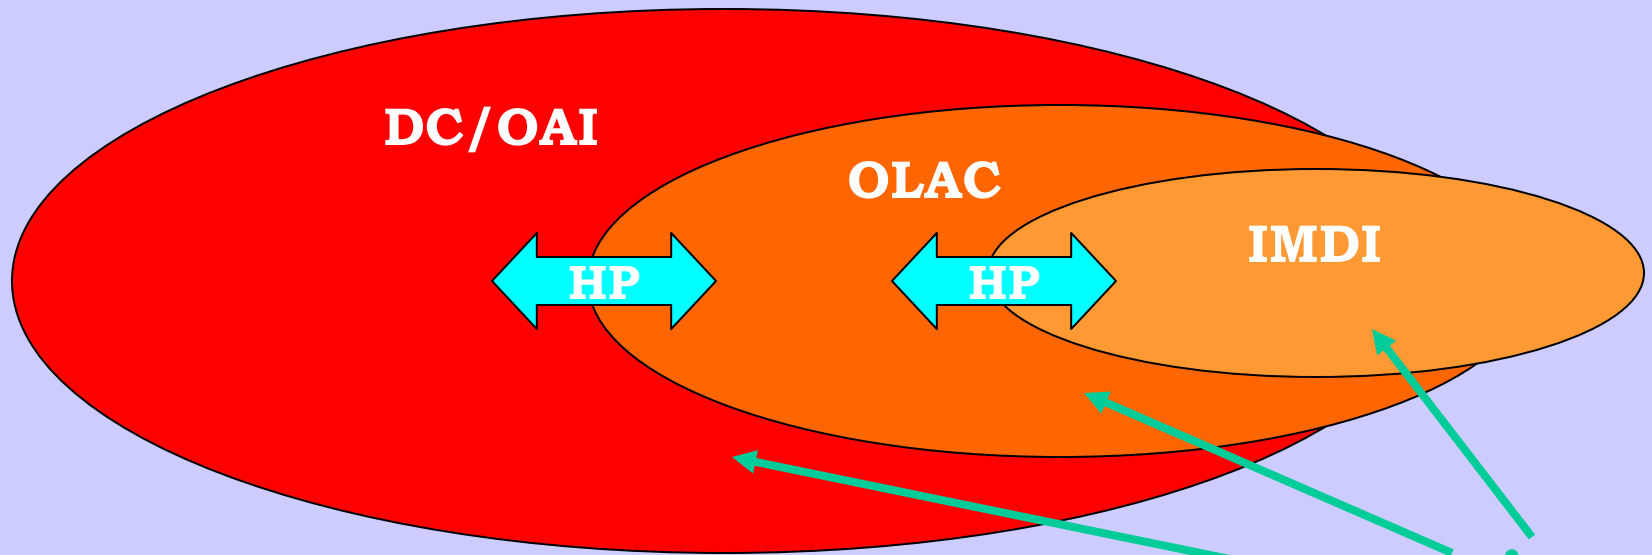 DC/OAI
OLAC
IMDI
HP
HP